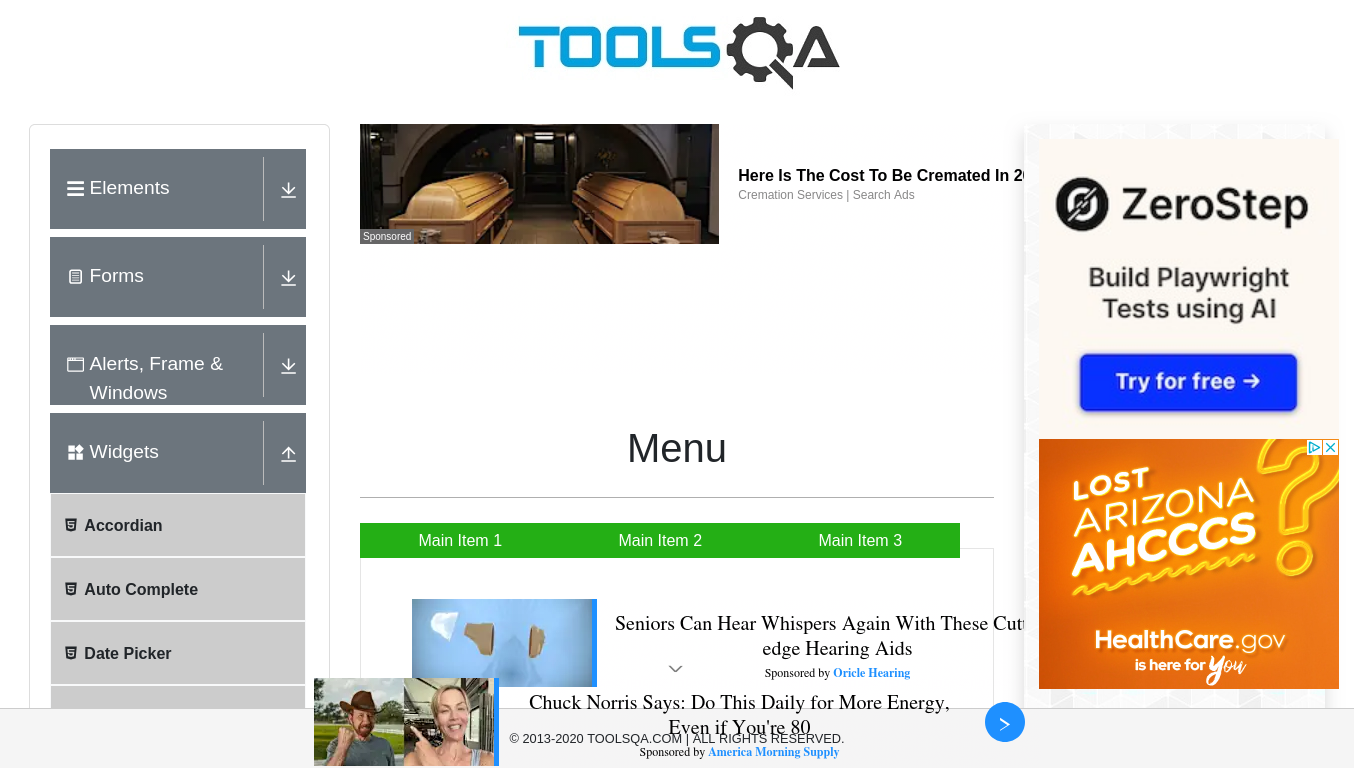 TOOLSQA
Elements
Forms
Alerts, Frame &
Windows
Widgets
Accordian
Auto Complete
Date Picker
Sponsored
Here Is The Cost To Be Cremated In
Cremation Services | Search Ads
Menu
Main Item 1
Main Item 2
Main Item 3
Seniors Can Hear Whispers Again With These
edge Hearing Aids
Sponsored by Oricle Hearing
Chuck Norris Says: Do This Daily for More Energy,
Even if You're 80
Sponsored by America Morning Supply
© 2013-2020 TOOLSQA.COM | ALL RIGHTS RESERVED.
ZeroStep
Build Playwright
Tests using AI
Try for free →
LOST
ARIZONA
AHCCCS
?
HealthCare.gov
is here for You